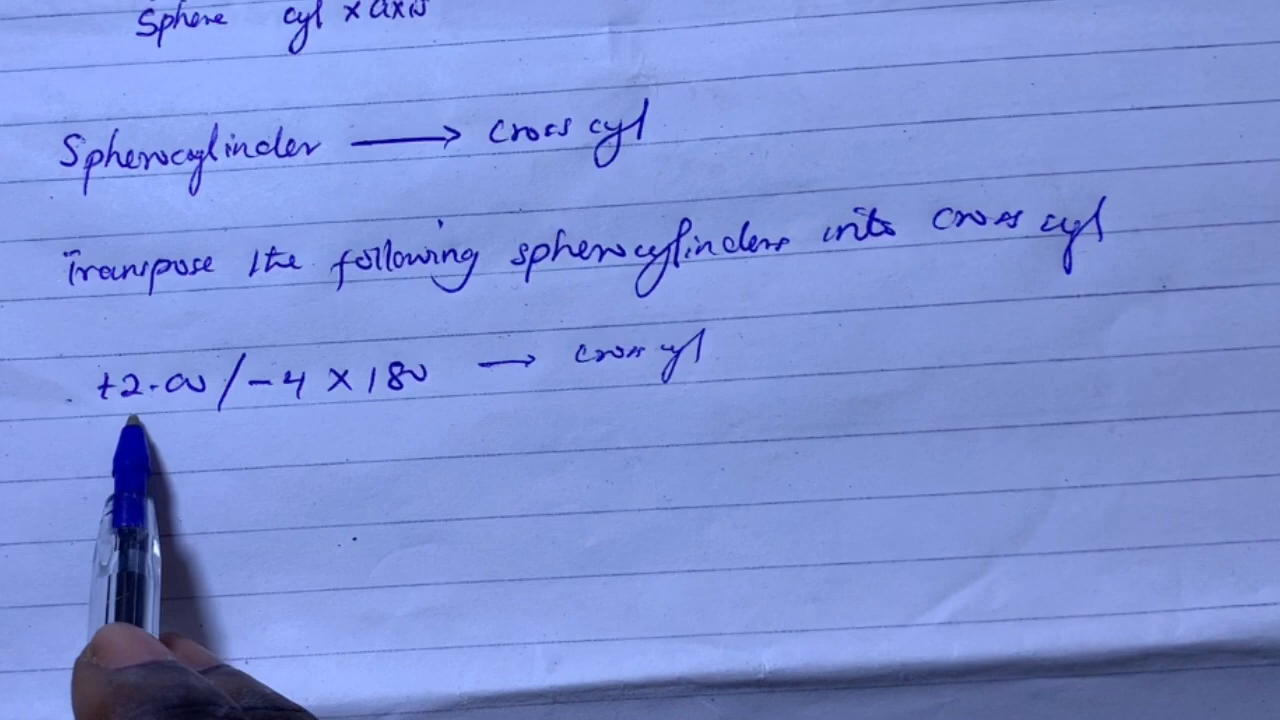 Sphere cyl x axis
Spherocylinder → cross cyl
Transpose the following spherocylinders into cross cyl
+2.00/-4 x 180 → cross cyl